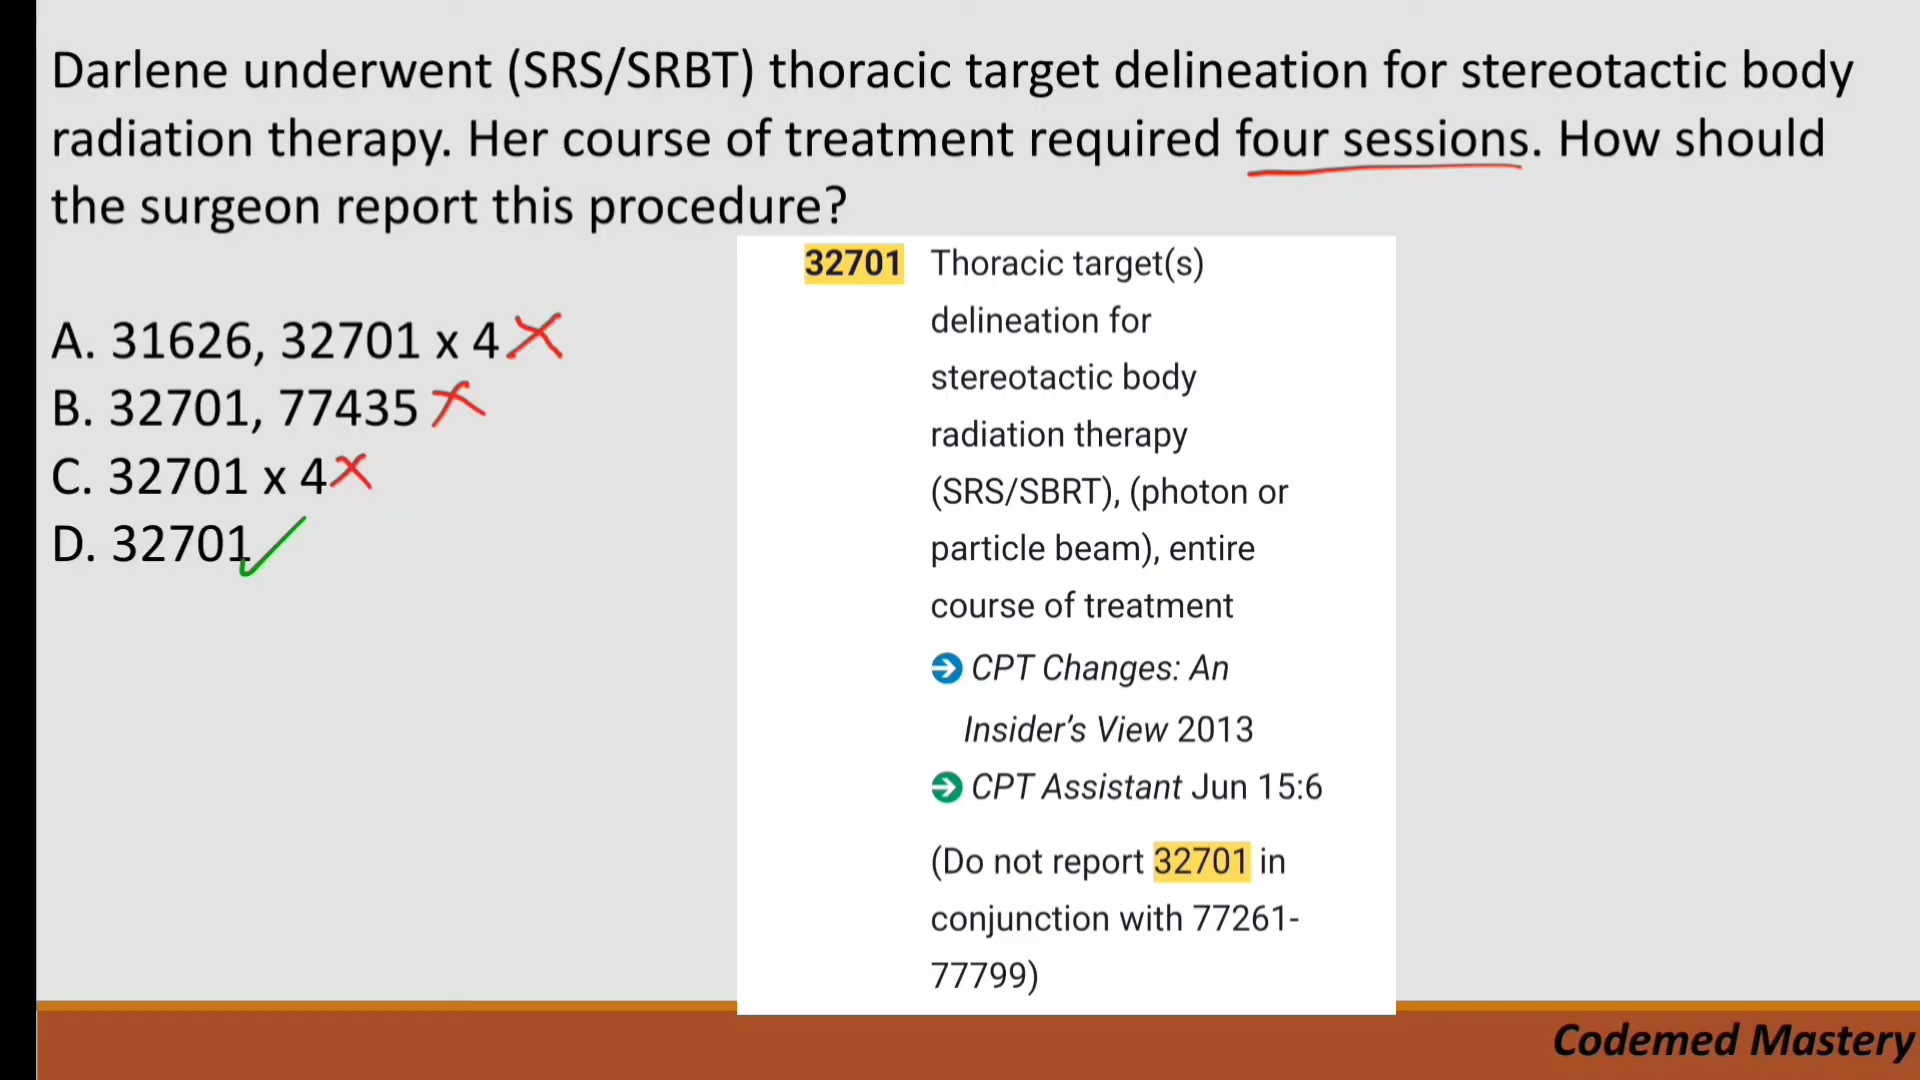 Darlene underwent (SRS/SRBT) thoracic target delineation for stereotactic body
radiation therapy. Her course of treatment required four sessions. How should
the surgeon report this procedure?
A. 31626, 32701 x 4
B. 32701, 77435
C. 32701 x 4
D. 32701
32701 Thoracic target(s)
delineation for
stereotactic body
radiation therapy
(SRS/SBRT), (photon or
particle beam), entire
course of treatment
CPT Changes: An
Insider's View 2013
CPT Assistant Jun 15:6
(Do not report 32701 in
conjunction with 77261-
77799)
Codemed Mastery